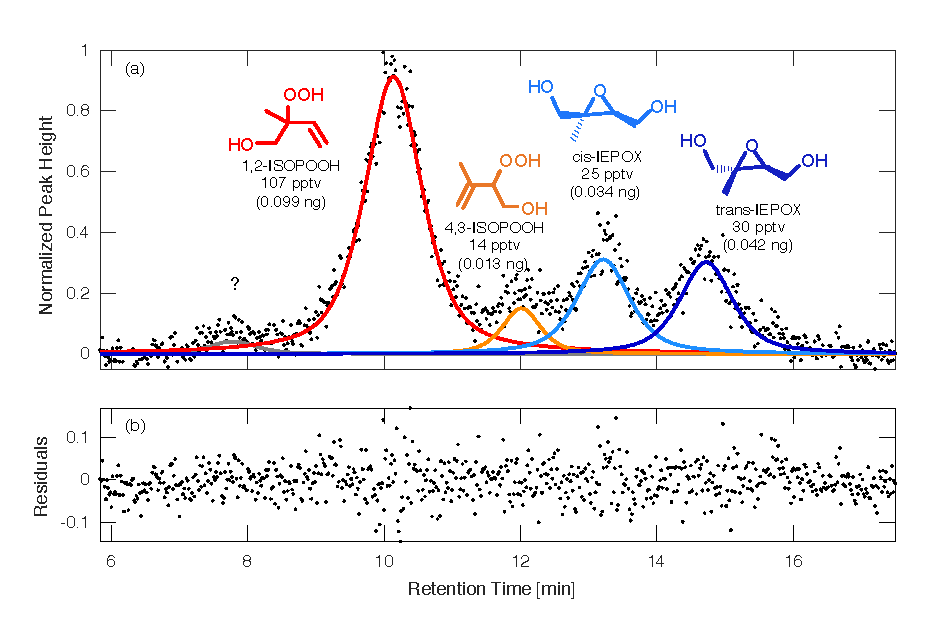 (a)
1
0.8
0.6
0.4
0.2
0
Normalized Peak Height
OOH
HO
1,2-ISOPOOH
107 pptv
(0.099 ng)
OOH
OH
4,3-ISOPOOH
14 pptv
(0.013 ng)
HO
O
OH
cis-IEPOX
25 pptv
(0.034 ng)
HO
O
OH
trans-IEPOX
30 pptv
(0.042 ng)
?
(b)
0.1
0
-0.1
Residuals
6 8 10 12 14 16
Retention Time [min]